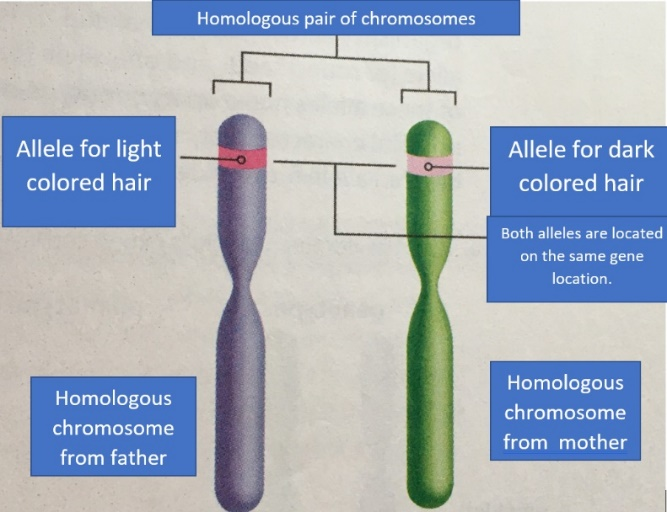 Homologous pair of chromosomes
Allele for light
colored hair
Allele for dark
colored hair
Both alleles are located
on the same gene
location.
Homologous
chromosome
from father
Homologous
chromosome
from mother